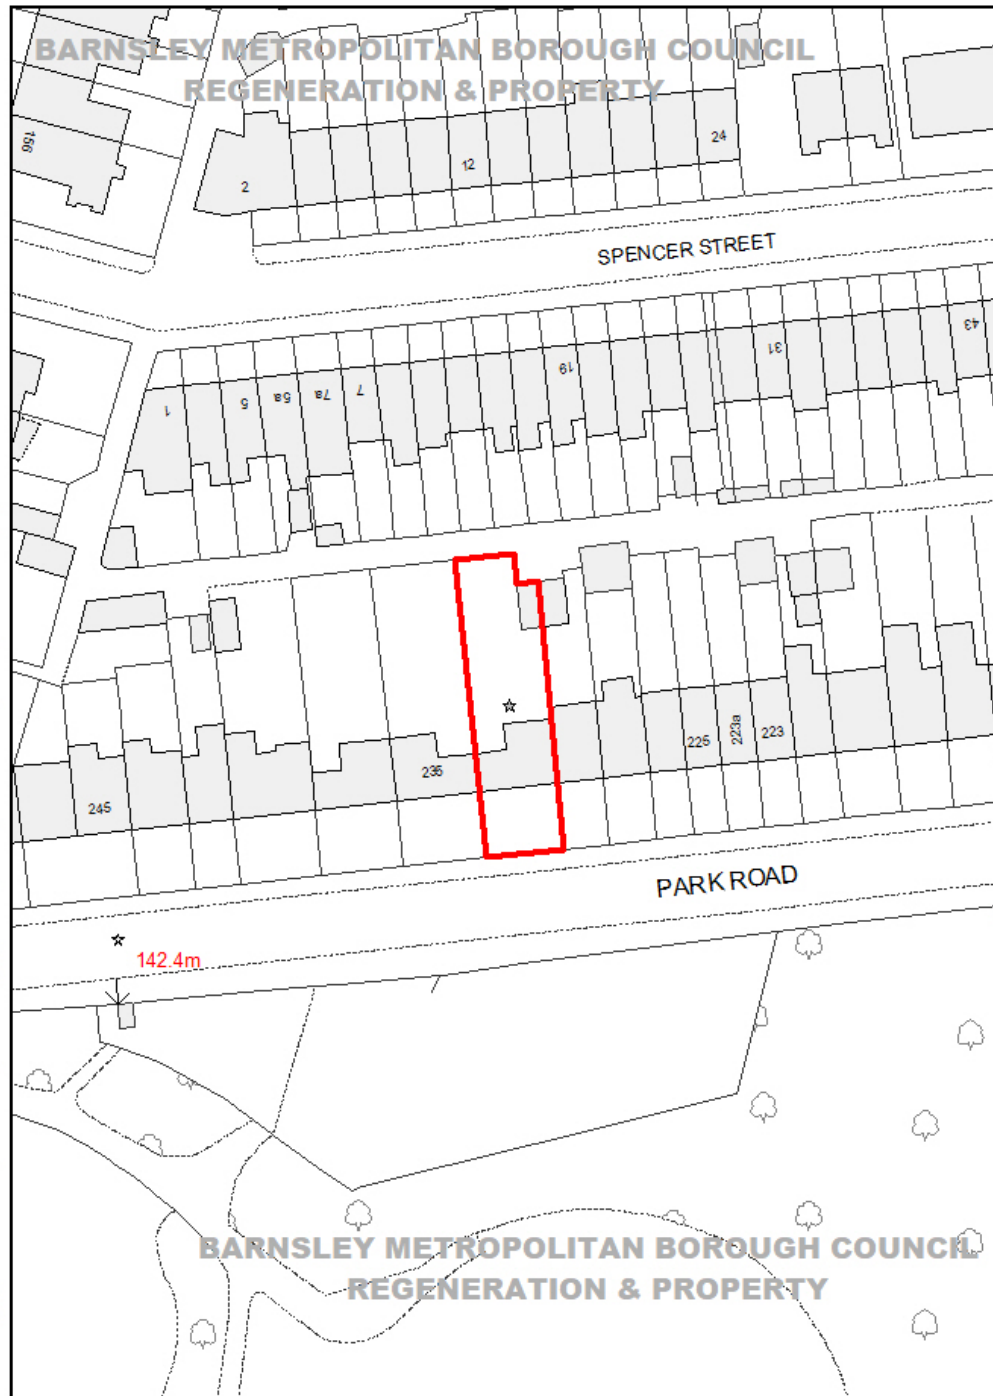 BARNSLEY METROPOLITAN BOROUGH COUNCIL
REGENERATION & PROPERTY
156
2
12
24
SPENCER STREET
1
5
5a
7a
7
19
31
43
245
235
225
223a
223
PARK ROAD
142.4m
BARNSLEY METROPOLITAN BOROUGH COUNCIL
REGENERATION & PROPERTY